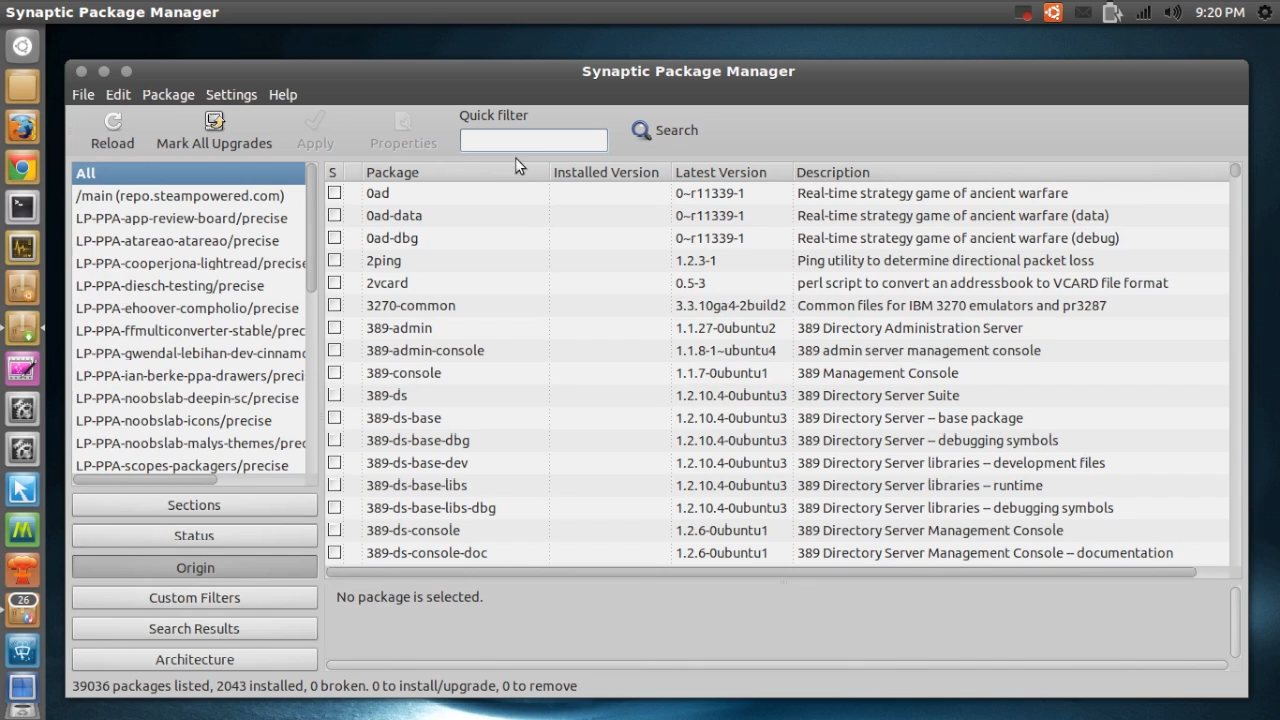 Synaptic Package Manager
9:20 PM
Synaptic Package Manager
File Edit Package Settings Help
Reload Mark All Upgrades Apply Properties Quick filter Search
All
/main (repo.steampowered.com)
LP-PPA-app-review-board/precise
LP-PPA-atareao-atareao/precise
LP-PPA-cooperjona-lightread/precise
LP-PPA-diesch-testing/precise
LP-PPA-ehoover-compholio/precise
LP-PPA-ffmulticonverter-stable/prec
LP-PPA-gwendal-lebihan-dev-cinnamo
LP-PPA-ian-berke-ppa-drawers/preci
LP-PPA-noobslab-deepin-sc/precise
LP-PPA-noobslab-icons/precise
LP-PPA-noobslab-malys-themes/prec
LP-PPA-scopes-packagers/precise
Sections
Status
Origin
Custom Filters
Search Results
Architecture
S Package Installed Version Latest Version Description
0ad 0~r11339-1 Real-time strategy game of ancient warfare
0ad-data 0~r11339-1 Real-time strategy game of ancient warfare (data)
0ad-dbg 0~r11339-1 Real-time strategy game of ancient warfare (debug)
2ping 1.2.3-1 Ping utility to determine directional packet loss
2vcard 0.5-3 perl script to convert an addressbook to VCARD file format
3270-common 3.3.10ga4-2build2 Common files for IBM 3270 emulators and pr3287
389-admin 1.1.27-0ubuntu2 389 Directory Administration Server
389-admin-console 1.1.8-1~ubuntu4 389 admin server management console
389-console 1.1.7-0ubuntu1 389 Management Console
389-ds 1.2.10.4-0ubuntu3 389 Directory Server Suite
389-ds-base 1.2.10.4-0ubuntu3 389 Directory Server – base package
389-ds-base-dbg 1.2.10.4-0ubuntu3 389 Directory Server – debugging symbols
389-ds-base-dev 1.2.10.4-0ubuntu3 389 Directory Server libraries – development files
389-ds-base-libs 1.2.10.4-0ubuntu3 389 Directory Server libraries – runtime
389-ds-base-libs-dbg 1.2.10.4-0ubuntu3 389 Directory Server libraries – debugging symbols
389-ds-console 1.2.6-0ubuntu1 389 Directory Server Management Console
389-ds-console-doc 1.2.6-0ubuntu1 389 Directory Server Management Console – documentation
No package is selected.
39036 packages listed, 2043 installed, 0 broken. 0 to install/upgrade, 0 to remove
26